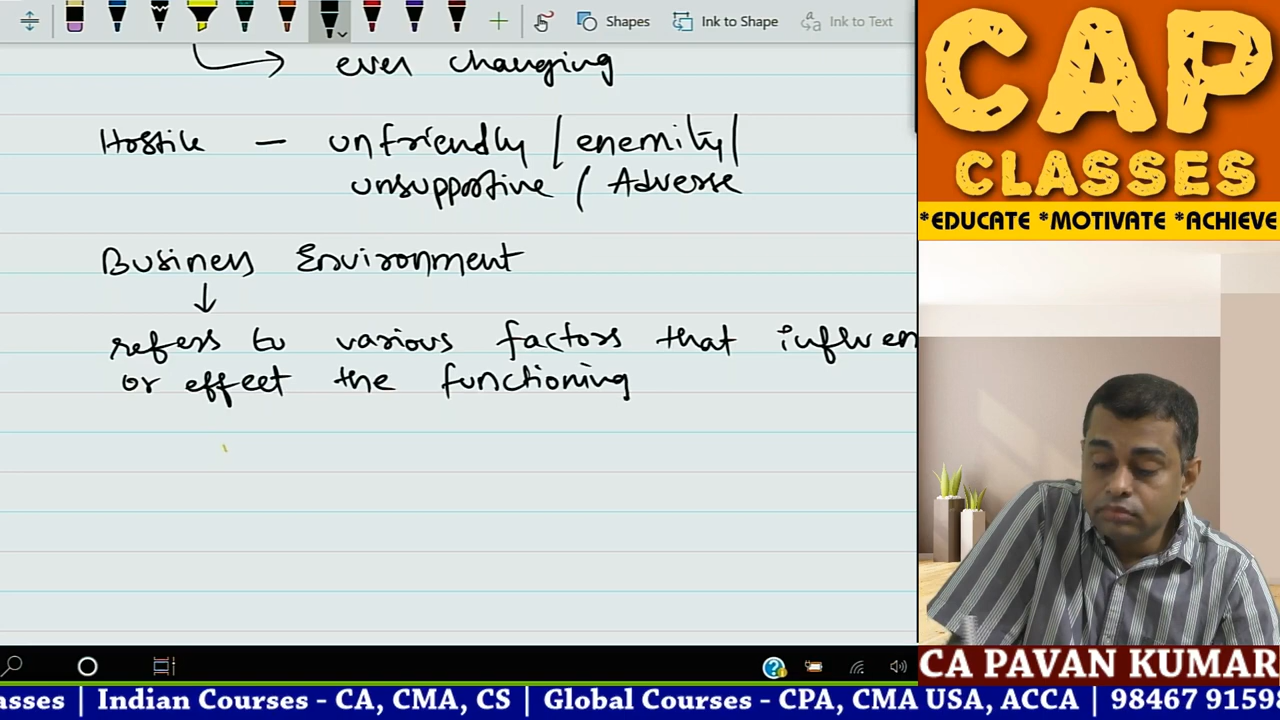 Shapes
Ink to Shape
Ink to Text
ever changing
Hostile — unfriendly / enemity /
unsupportive / Adverse
Business Environment
refers to various factors that influen
or effect the functioning
CAP
CLASSES
*EDUCATE *MOTIVATE *ACHIEVE
CA PAVAN KUMAR
asses | Indian Courses - CA, CMA, CS | Global Courses - CPA, CMA USA, ACCA | 98467 9159